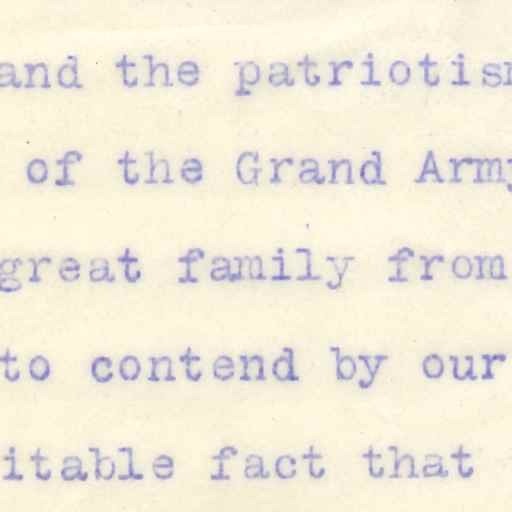 and the patriotism
of the Grand Army
great family from
to contend by our
itable fact that